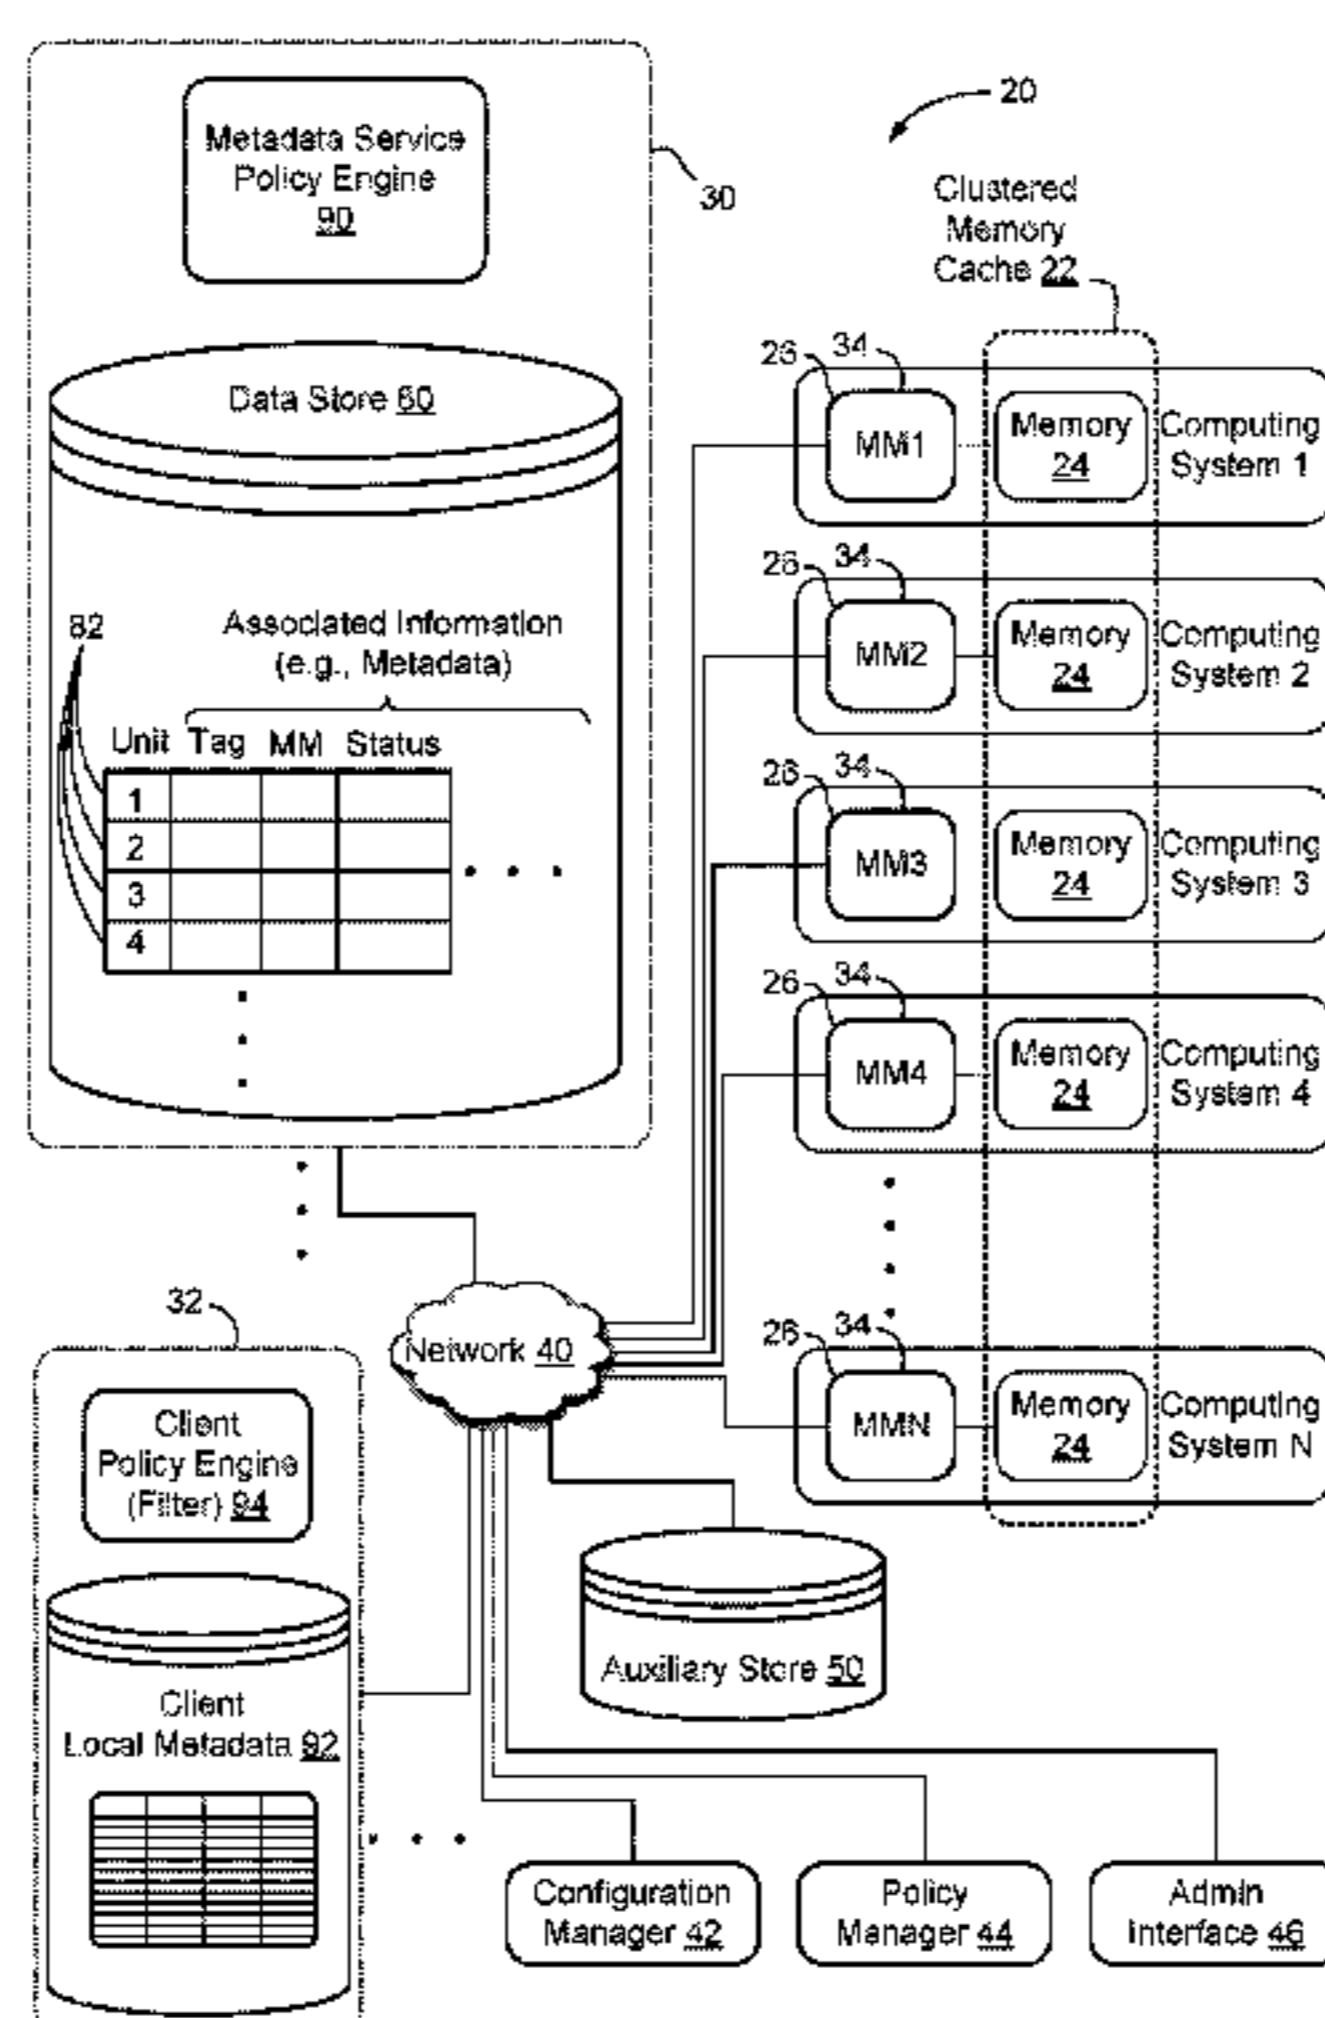 Metadata Service
Policy Engine
90
30
20
Clustered
Memory
Cache 22
Data Store 80
82
Associated Information
(e.g., Metadata)
Unit Tag MM Status
1
2
3
4
26 34
MM1
Memory
24
Computing
System 1
26 34
MM2
Memory
24
Computing
System 2
26 34
MM3
Memory
24
Computing
System 3
26 34
MM4
Memory
24
Computing
System 4
26 34
MMN
Memory
24
Computing
System N
Network 40
32
Client
Policy Engine
(Filter) 94
Client
Local Metadata 92
Auxiliary Store 50
Configuration
Manager 42
Policy
Manager 44
Admin
Interface 46